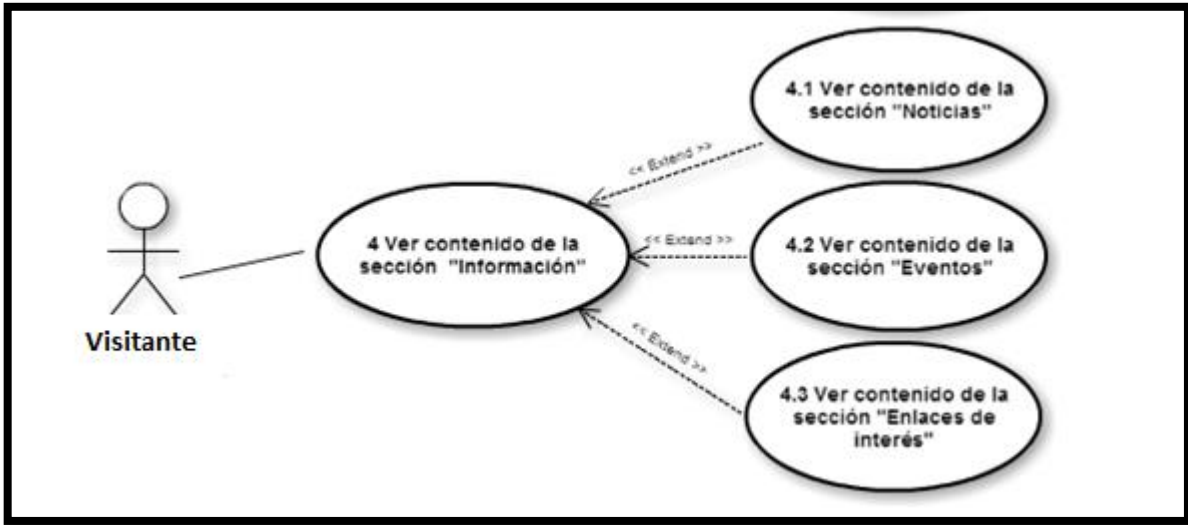 4.1 Ver contenido de la
sección "Noticias"
<< Extend >>
4 Ver contenido de la
sección "Información"
<< Extend >>
4.2 Ver contenido de la
sección "Eventos"
Visitante
<< Extend >>
4.3 Ver contenido de la
sección "Enlaces de
interés"